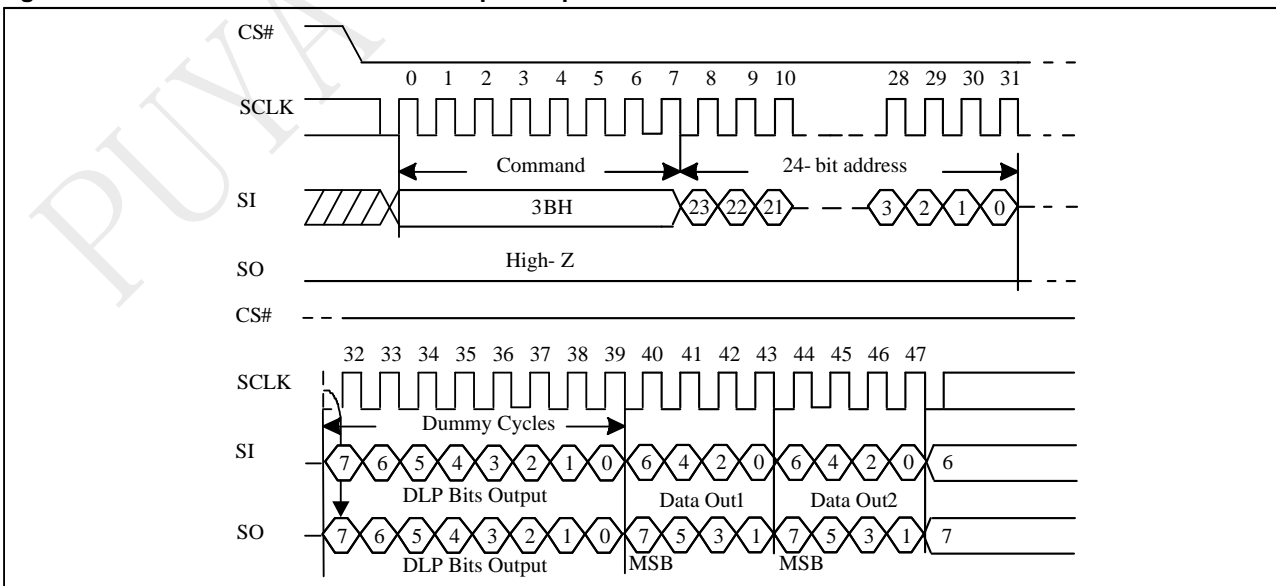 PUYA
CS#
0 1 2 3 4 5 6 7 8 9 10 28 29 30 31
SCLK
Command 24- bit address
SI 3BH 23 22 21 3 2 1 0
SO High- Z
CS#
32 33 34 35 36 37 38 39 40 41 42 43 44 45 46 47
SCLK
Dummy Cycles
SI 7 6 5 4 3 2 1 0 6 4 2 0 6 4 2 0 6
DLP Bits Output Data Out1 Data Out2
SO 7 6 5 4 3 2 1 0 7 5 3 1 7 5 3 1 7
DLP Bits Output MSB MSB